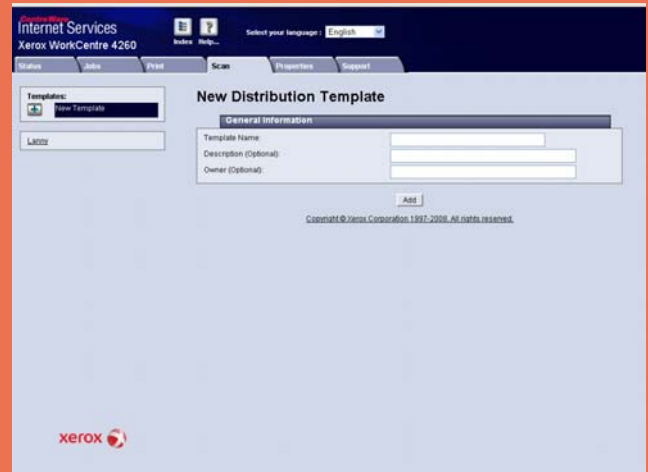 CentreWare
Internet Services
Xerox WorkCentre 4260
Index Help...
Select your language : English
Status Jobs Print Scan Properties Support
Templates:
New Template
Lanny
New Distribution Template
General Information
Template Name:
Description (Optional):
Owner (Optional):
Add
Copyright © Xerox Corporation 1997-2008. All rights reserved.
xerox